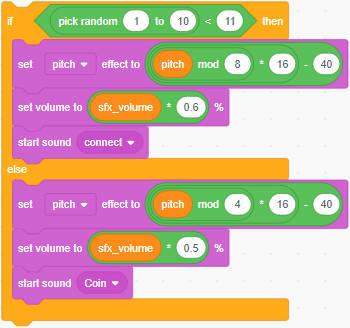 if pick random 1 to 10 < 11 then
set pitch effect to pitch mod 8 * 16 - 40
set volume to sfx_volume * 0.6 %
start sound connect
else
set pitch effect to pitch mod 4 * 16 - 40
set volume to sfx_volume * 0.5 %
start sound Coin